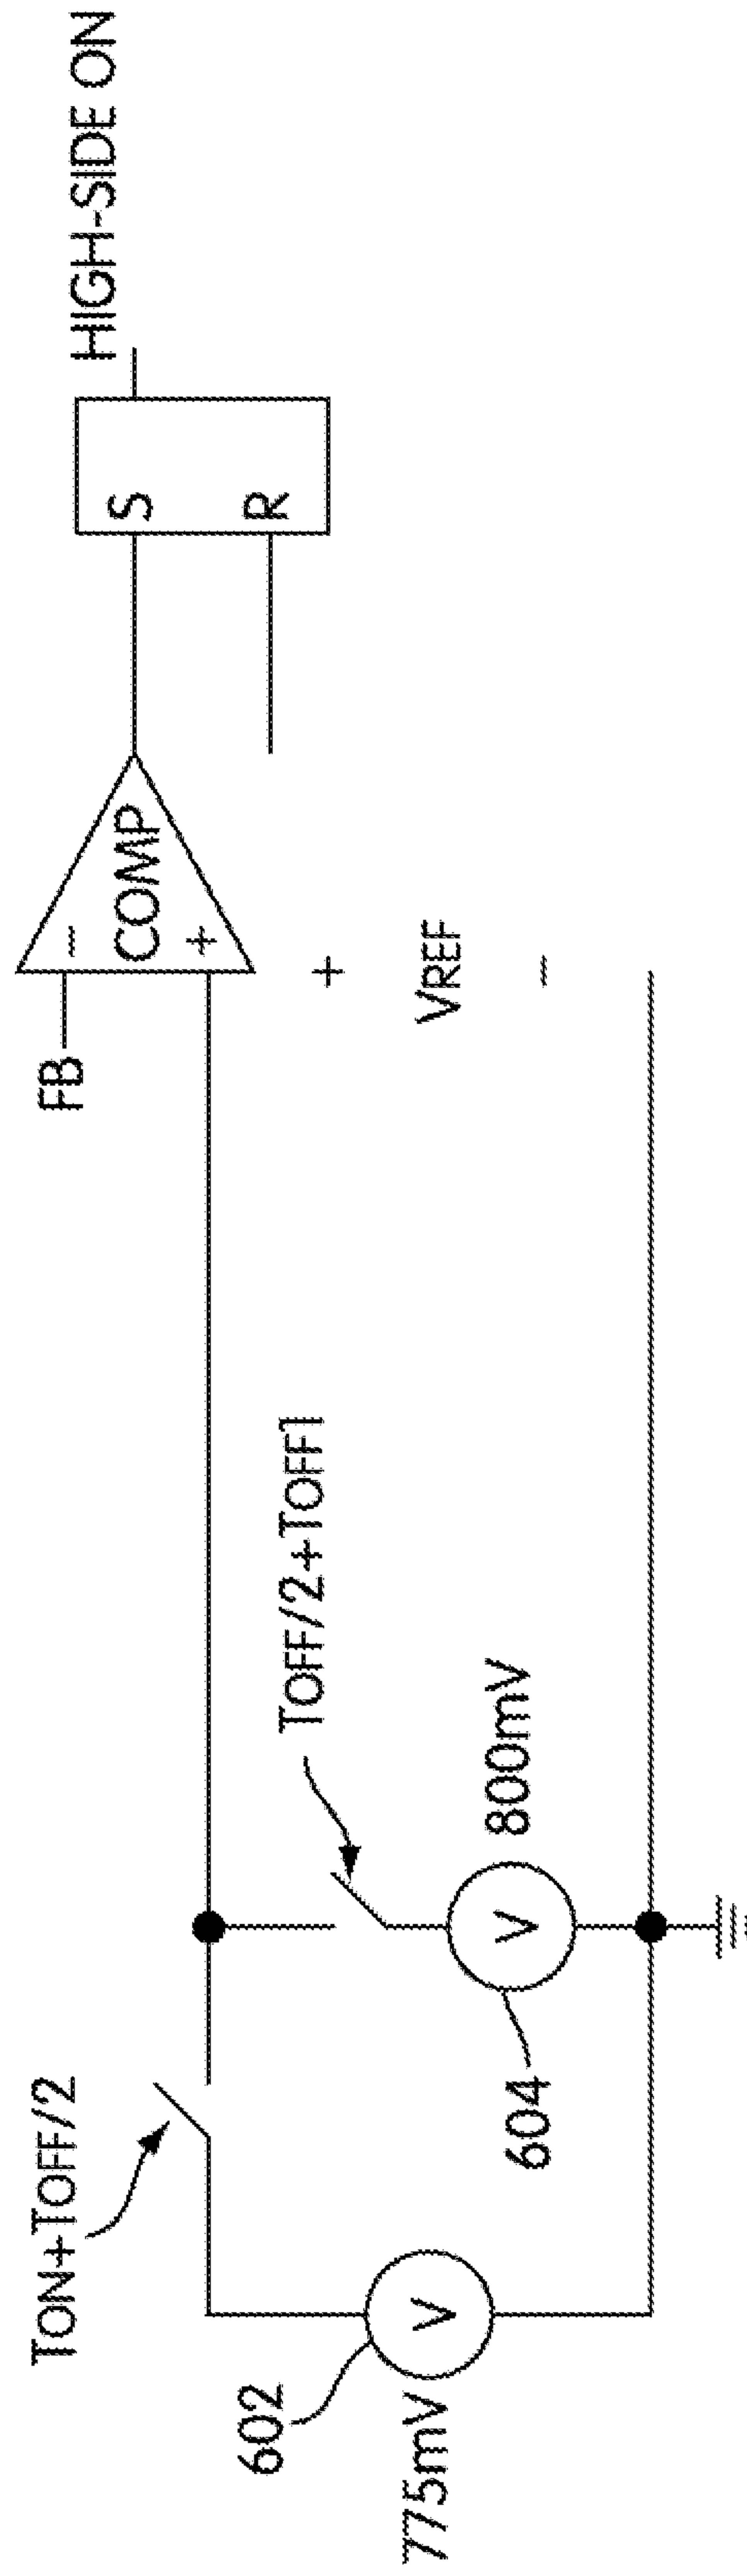 TON+TOFF/2
602
775mV
V
604
V
800mV
TOFF/2+TOFF1
FB
−
COMP
+
+
VREF
−
S
R
HIGH-SIDE ON